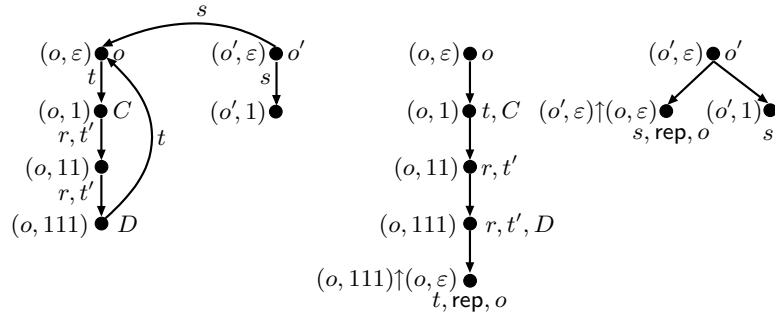 s
(o, ε) o (o′, ε) o′ (o, ε) o (o′, ε) o′
t s
(o, 1) C (o′, 1) (o, 1) t, C (o′, ε)↑(o, ε) (o′, 1)
r, t′ s, rep, o s
t
(o, 11) (o, 11) r, t′
r, t′
(o, 111) D (o, 111) r, t′, D
(o, 111)↑(o, ε)
t, rep, o